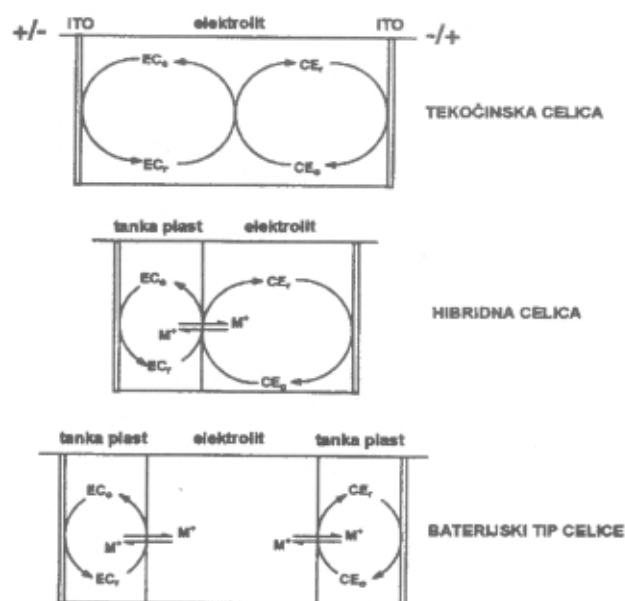 ITO elektrolit ITO
+/- -/+
ECo CEr
TEKOČINSKA CELICA
ECr CEo
tanka plast elektrolit
ECo CEr
M+ M+
HIBRIDNA CELICA
ECr
CEo
tanka plast elektrolit tanka plast
ECo CEr
M+ M+ M+ M+
BATERIJSKI TIP CELICE
ECr CEo